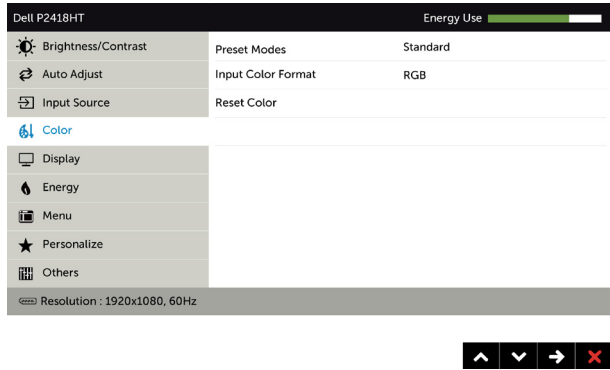 Dell P2418HT Energy Use
Brightness/Contrast Preset Modes Standard
Auto Adjust Input Color Format RGB
Input Source Reset Color
Color
Display
Energy
Menu
Personalize
Others
Resolution : 1920x1080, 60Hz